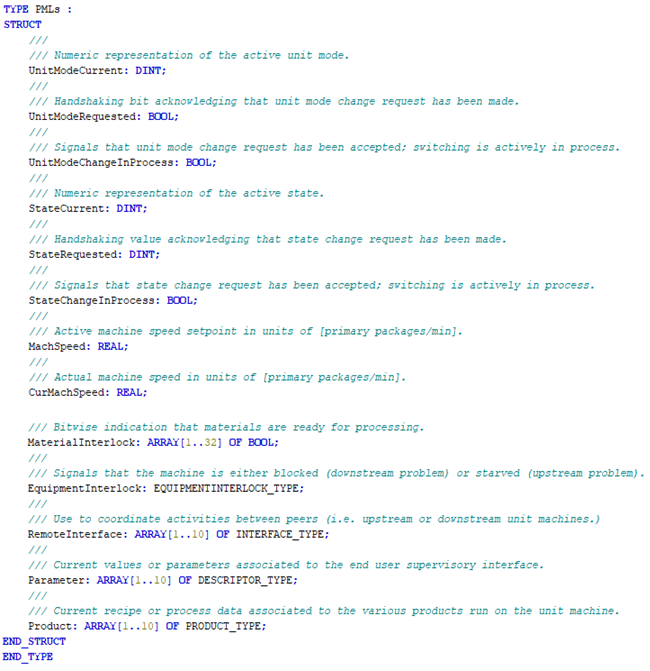 TYPE PMLs :
STRUCT
///
/// Numeric representation of the active unit mode.
UnitModeCurrent: DINT;
///
/// Handshaking bit acknowledging that unit mode change request has been made.
UnitModeRequested: BOOL;
///
/// Signals that unit mode change request has been accepted; switching is actively in process.
UnitModeChangeInProcess: BOOL;
///
/// Numeric representation of the active state.
StateCurrent: DINT;
///
/// Handshaking value acknowledging that state change request has been made.
StateRequested: DINT;
///
/// Signals that state change request has been accepted; switching is actively in process.
StateChangeInProcess: BOOL;
///
/// Active machine speed setpoint in units of [primary packages/min].
MachSpeed: REAL;
///
/// Actual machine speed in units of [primary packages/min].
CurMachSpeed: REAL;
/// Bitwise indication that materials are ready for processing.
MaterialInterlock: ARRAY[1..32] OF BOOL;
///
/// Signals that the machine is either blocked (downstream problem) or starved (upstream problem).
EquipmentInterlock: EQUIPMENTINTERLOCK_TYPE;
///
/// Use to coordinate activities between peers (i.e. upstream or downstream unit machines.)
RemoteInterface: ARRAY[1..10] OF INTERFACE_TYPE;
///
/// Current values or parameters associated to the end user supervisory interface.
Parameter: ARRAY[1..10] OF DESCRIPTOR_TYPE;
///
/// Current recipe or process data associated to the various products run on the unit machine.
Product: ARRAY[1..10] OF PRODUCT_TYPE;
END_STRUCT
END_TYPE